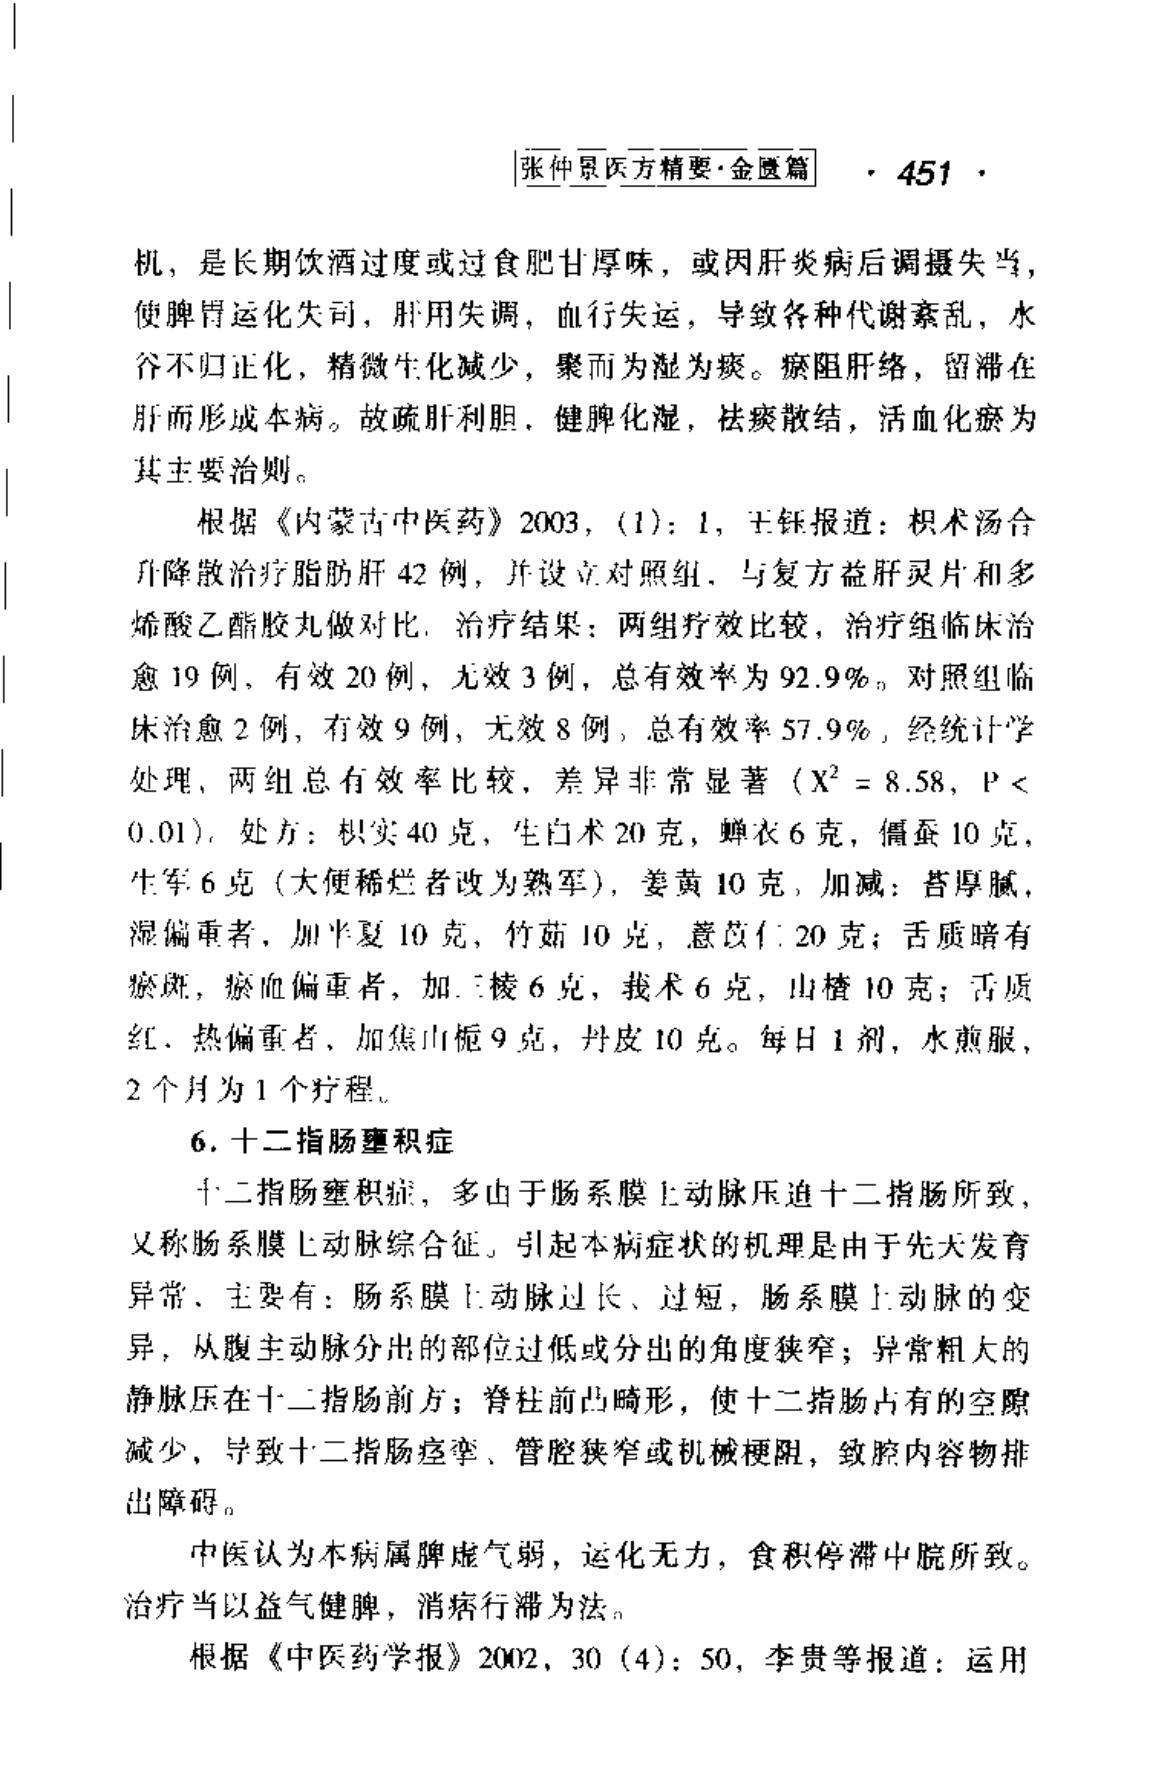 张仲景医方精要·金匮篇 · 451 ·
机，是长期饮酒过度或过食肥甘厚味，或因肝炎病后调摄失当，
使脾胃运化失司，肝用失调，血行失运，导致各种代谢紊乱，水
谷不归正化，精微生化减少，聚而为湿为痰。瘀阻肝络，留滞在
肝而形成本病。故疏肝利胆，健脾化湿，祛痰散结，活血化瘀为
其主要治则。
根据《内蒙古中医药》2003，(1)：1，王钰报道：枳术汤合
升降散治疗脂肪肝 42 例，并设立对照组，与复方益肝灵片和多
烯酸乙酯胶丸做对比，治疗结果：两组疗效比较，治疗组临床治
愈 19 例，有效 20 例，无效 3 例，总有效率为 92.9%。对照组临
床治愈 2 例，有效 9 例，无效 8 例，总有效率 57.9%，经统计学
处理，两组总有效率比较，差异非常显著（X² = 8.58，P <
0.01)。处方：枳实 40 克，生白术 20 克，蝉衣 6 克，僵蚕 10 克，
生军 6 克（大便稀烂者改为熟军)，姜黄 10 克。加减：苔厚腻，
湿偏重者，加半夏 10 克，竹茹 10 克，薏苡仁 20 克；舌质暗有
瘀斑，瘀血偏重者，加三棱 6 克，莪术 6 克，山楂 10 克；舌质
红，热偏重者，加焦山栀 9 克，丹皮 10 克。每日 1 剂，水煎服，
2 个月为 1 个疗程。
6. 十二指肠壅积症
十二指肠壅积症，多由于肠系膜上动脉压迫十二指肠所致，
又称肠系膜上动脉综合征。引起本病症状的机理是由于先天发育
异常，主要有：肠系膜上动脉过长、过短，肠系膜上动脉的变
异，从腹主动脉分出的部位过低或分出的角度狭窄；异常粗大的
静脉压在十二指肠前方；脊柱前凸畸形，使十二指肠占有的空隙
减少，导致十二指肠痉挛、管腔狭窄或机械梗阻，致腔内容物排
出障碍。
中医认为本病属脾虚气弱，运化无力，食积停滞中脘所致。
治疗当以益气健脾，消痞行滞为法。
根据《中医药学报》2002，30（4)：50，李贵等报道：运用